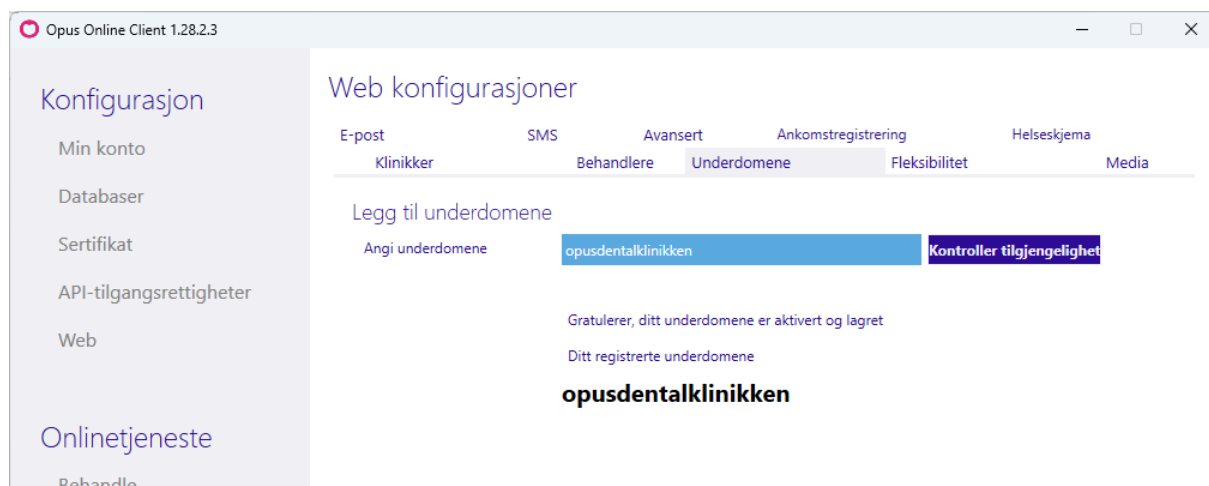 Opus Online Client 1.28.2.3
Konfigurasjon
Min konto
Databaser
Sertifikat
API-tilgangsrettigheter
Web
Onlinetjeneste
Behandle
Web konfigurasjoner
E-post SMS Avansert Ankomstregistrering Helseskjema
Klinikker Behandlere Underdomene Fleksibilitet Media
Legg til underdomene
Angi underdomene opusdentalklinikken Kontroller tilgjengelighet
Gratulerer, ditt underdomene er aktivert og lagret
Ditt registrerte underdomene
opusdentalklinikken